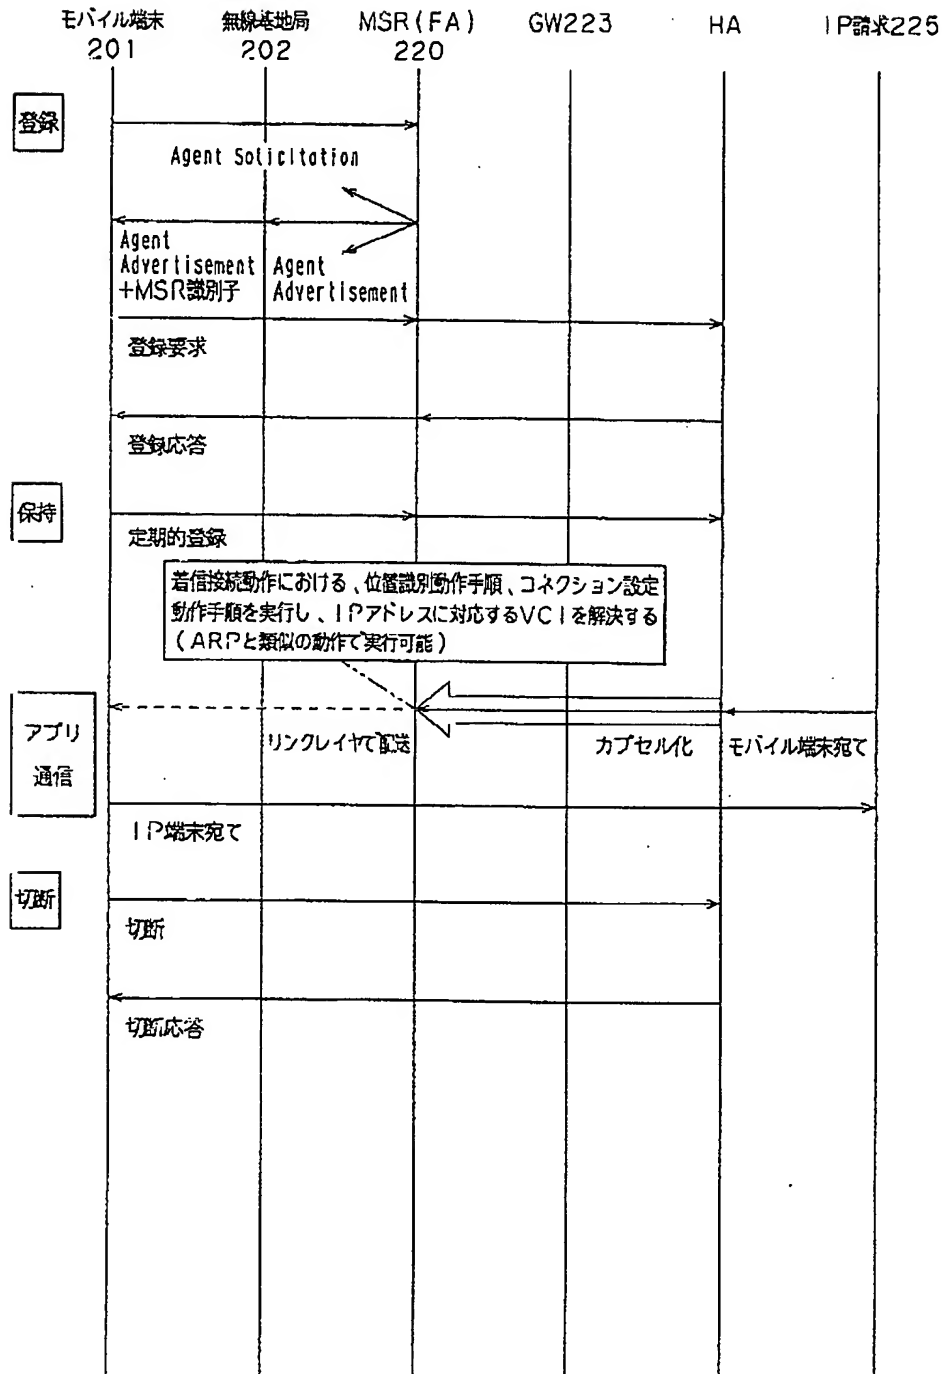 モバイル端末 無線基地局 MSR(FA) GW223 HA IP請求225
201 202 220
登録
Agent Solicitation
Agent
Advertisement
+MSR識別子
Agent
Advertisement
登録要求
登録応答
保持
定期的登録
着信接続動作における、位置識別動作手順、コネクション設定
動作手順を実行し、IPアドレスに対応するVCIを解決する
(ARPと類似の動作で実行可能)
アプリ
通信
リンクレイヤで配送
カプセル化
モバイル端末宛て
IP端末宛て
切断
切断
切断応答